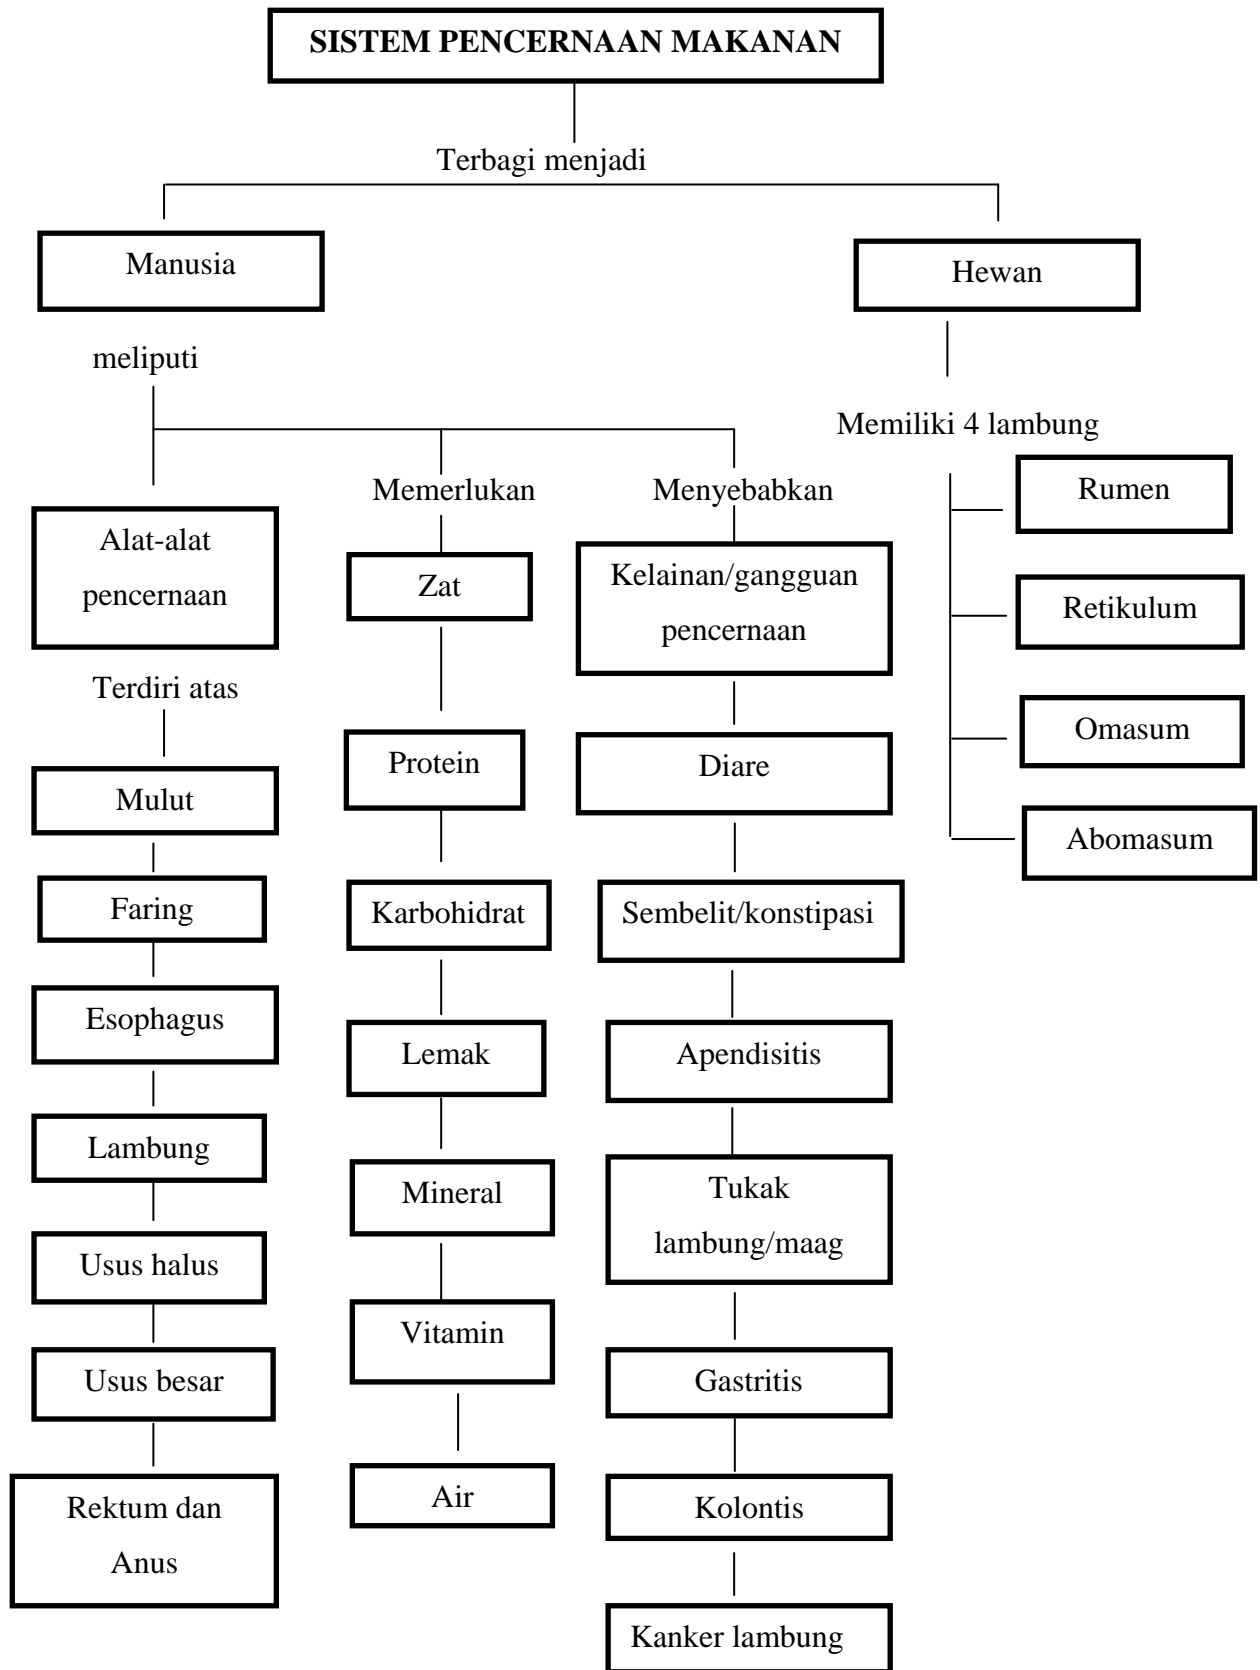 SISTEM PENCERNAAN MAKANAN
Terbagi menjadi
Manusia
Hewan
meliputi
Memiliki 4 lambung
Alat-alat
pencernaan
Terdiri atas
Mulut
Faring
Esophagus
Lambung
Usus halus
Usus besar
Rektum dan
Anus
Memerlukan
Zat
Protein
Karbohidrat
Lemak
Mineral
Vitamin
Air
Menyebabkan
Kelainan/gangguan
pencernaan
Diare
Sembelit/konstipasi
Apendisitis
Tukak
lambung/maag
Gastritis
Kolontis
Kanker lambung
Rumen
Retikulum
Omasum
Abomasum